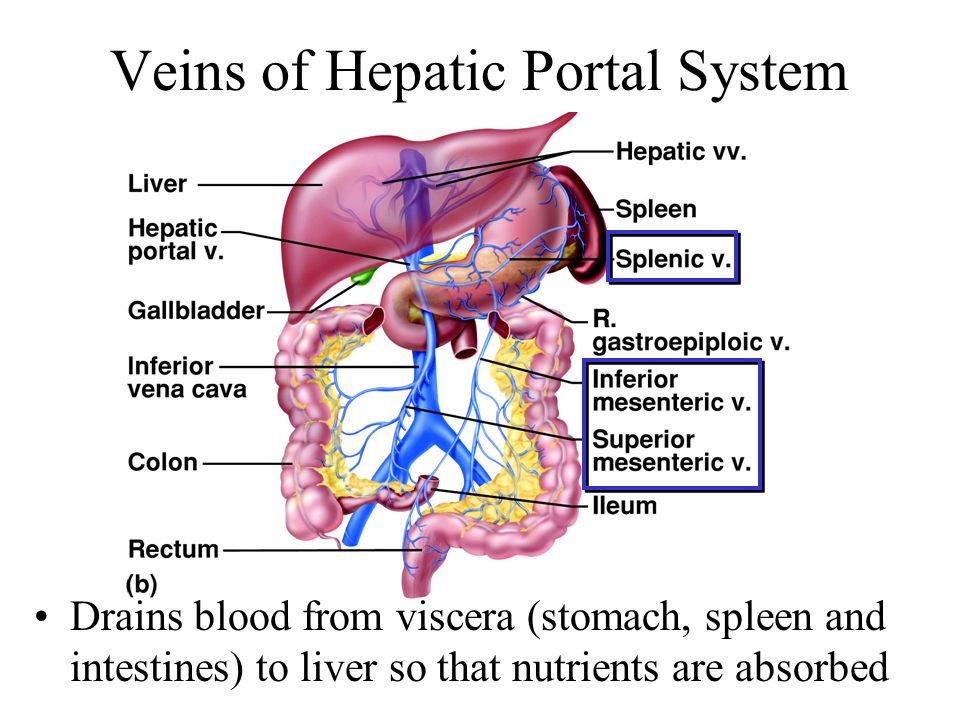 Veins of Hepatic Portal System
Liver
Hepatic
portal v.
Gallbladder
Inferior
vena cava
Colon
Rectum
(b)
Hepatic vv.
Spleen
Splenic v.
R.
gastroepiploic v.
Inferior
mesenteric v.
Superior
mesenteric v.
Ileum
• Drains blood from viscera (stomach, spleen and
intestines) to liver so that nutrients are absorbed